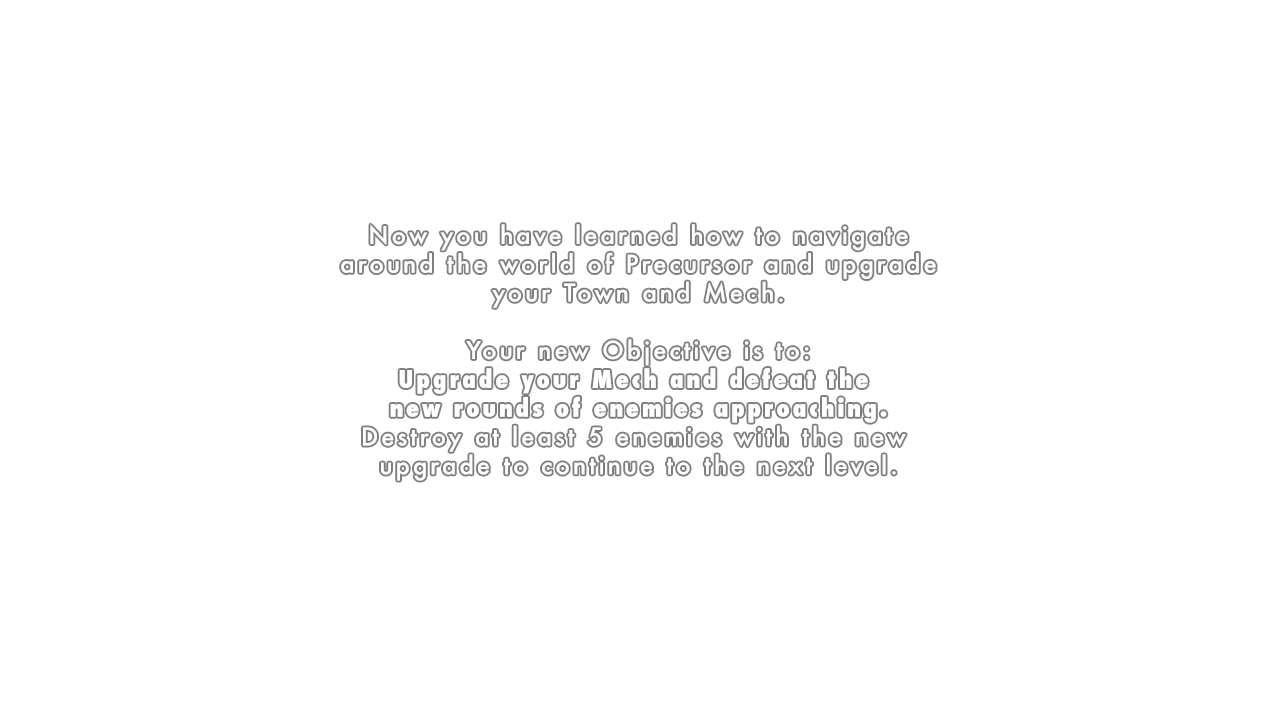 Now you have learned how to navigate
around the world of Precursor and upgrade
your Town and Mech.
Your new Objective is to:
Upgrade your Mech and defeat the
new rounds of enemies approaching.
Destroy at least 5 enemies with the new
upgrade to continue to the next level.